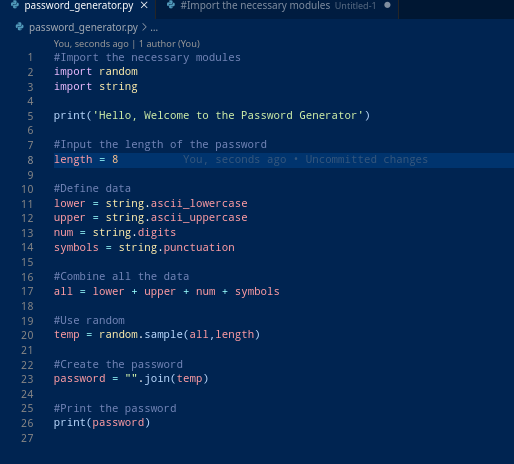 password_generator.py × #Import the necessary modules Untitled-1 ●
password_generator.py > ...
You, seconds ago | 1 author (You)
1 #Import the necessary modules
2 import random
3 import string
4
5 print('Hello, Welcome to the Password Generator')
6
7 #Input the length of the password
8 length = 8 You, seconds ago • Uncommitted changes
9
10 #Define data
11 lower = string.ascii_lowercase
12 upper = string.ascii_uppercase
13 num = string.digits
14 symbols = string.punctuation
15
16 #Combine all the data
17 all = lower + upper + num + symbols
18
19 #Use random
20 temp = random.sample(all,length)
21
22 #Create the password
23 password = "".join(temp)
24
25 #Print the password
26 print(password)
27